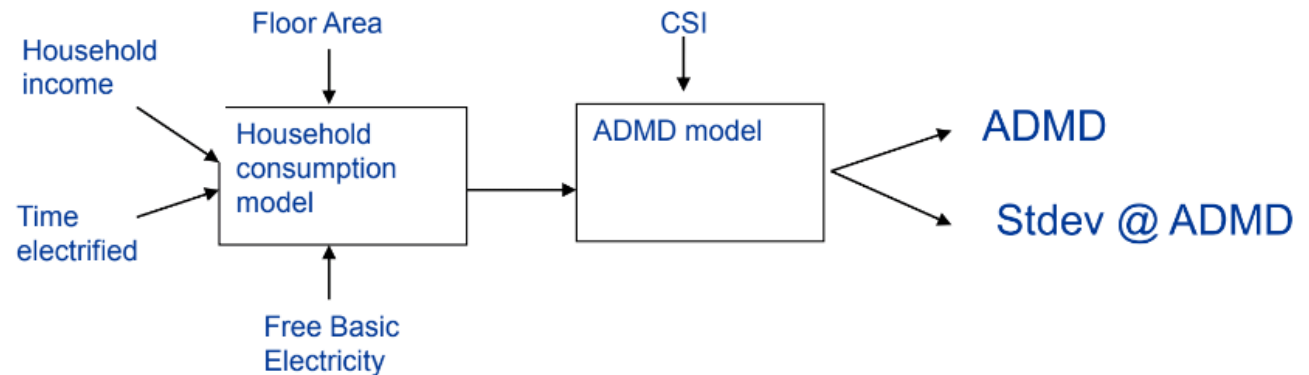 Floor Area
CSI
Household
income
Household
consumption
model
ADMD model
ADMD
Time
electrified
Stdev @ ADMD
Free Basic
Electricity